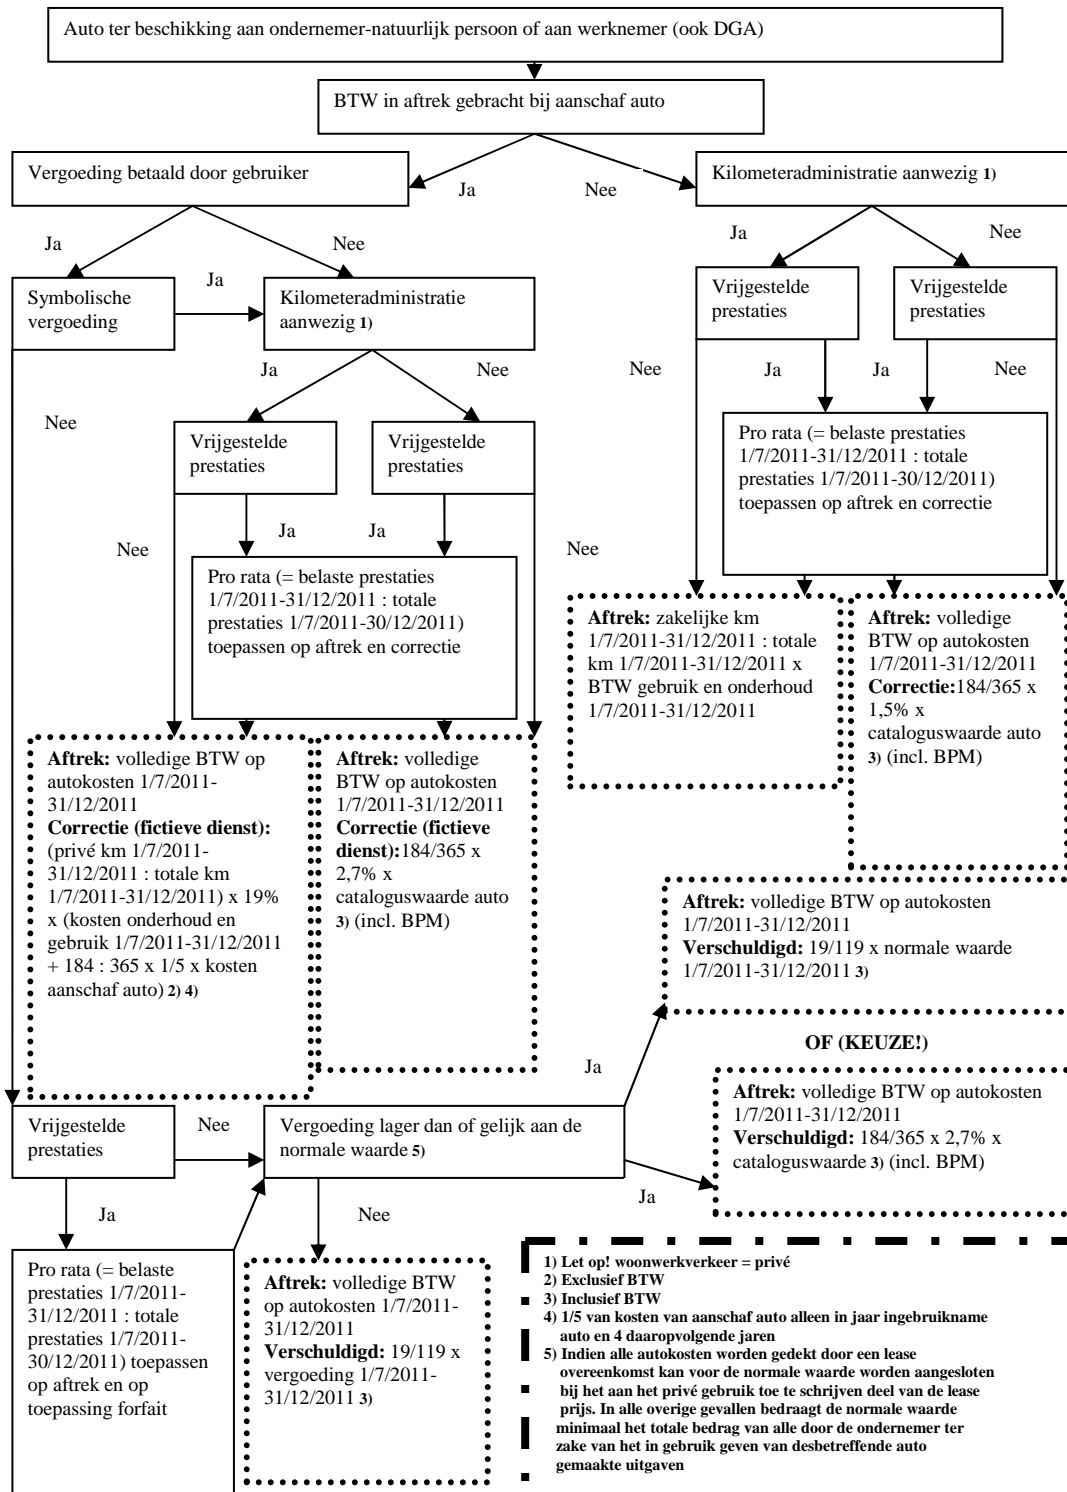 Auto ter beschikking aan ondernemer-natuurlijk persoon of aan werknemer (ook DGA)
BTW in aftrek gebracht bij aanschaf auto
Vergoeding betaald door gebruiker
Ja
Nee
Kilometeradministratie aanwezig 1)
Ja
Nee
Ja
Nee
Symbolische
vergoeding
Ja
Kilometeradministratie
aanwezig 1)
Vrijgestelde
prestaties
Vrijgestelde
prestaties
Ja
Nee
Nee
Ja
Ja
Nee
Nee
Vrijgestelde
prestaties
Vrijgestelde
prestaties
Pro rata (= belaste prestaties
1/7/2011-31/12/2011 : totale
prestaties 1/7/2011-30/12/2011)
toepassen op aftrek en correctie
Nee
Ja
Ja
Nee
Pro rata (= belaste prestaties
1/7/2011-31/12/2011 : totale
prestaties 1/7/2011-30/12/2011)
toepassen op aftrek en correctie
Aftrek: zakelijke km
1/7/2011-31/12/2011 : totale
km 1/7/2011-31/12/2011 x
BTW gebruik en onderhoud
1/7/2011-31/12/2011
Aftrek: volledige
BTW op autokosten
1/7/2011-31/12/2011
Correctie:184/365 x
1,5% x
cataloguswaarde auto
3) (incl. BPM)
Aftrek: volledige BTW op
autokosten 1/7/2011-
31/12/2011
Correctie (fictieve dienst):
(privé km 1/7/2011-
31/12/2011 : totale km
1/7/2011-31/12/2011) x 19%
x (kosten onderhoud en
gebruik 1/7/2011-31/12/2011
+ 184 : 365 x 1/5 x kosten
aanschaf auto) 2) 4)
Aftrek: volledige
BTW op autokosten
1/7/2011-31/12/2011
Correctie (fictieve
dienst):184/365 x
2,7% x
cataloguswaarde auto
3) (incl. BPM)
Aftrek: volledige BTW op autokosten
1/7/2011-31/12/2011
Verschuldigd: 19/119 x normale waarde
1/7/2011-31/12/2011 3)
OF (KEUZE!)
Ja
Aftrek: volledige BTW op autokosten
1/7/2011-31/12/2011
Verschuldigd: 184/365 x 2,7% x
cataloguswaarde 3) (incl. BPM)
Vrijgestelde
prestaties
Nee
Vergoeding lager dan of gelijk aan de
normale waarde 5)
Ja
Ja
Nee
Pro rata (= belaste
prestaties 1/7/2011-
31/12/2011 : totale
prestaties 1/7/2011-
30/12/2011) toepassen
op aftrek en op
toepassing forfait
Aftrek: volledige BTW
op autokosten 1/7/2011-
31/12/2011
Verschuldigd: 19/119 x
vergoeding 1/7/2011-
31/12/2011 3)
1) Let op! woonwerkverkeer = privé
2) Exclusief BTW
3) Inclusief BTW
4) 1/5 van kosten van aanschaf auto alleen in jaar ingebruikname
auto en 4 daaropvolgende jaren
5) Indien alle autokosten worden gedekt door een lease
overeenkomst kan voor de normale waarde worden aangesloten
bij het aan het privé gebruik toe te schrijven deel van de lease
prijs. In alle overige gevallen bedraagt de normale waarde
minimaal het totale bedrag van alle door de ondernemer ter
zake van het in gebruik geven van desbetreffende auto
gemaakte uitgaven